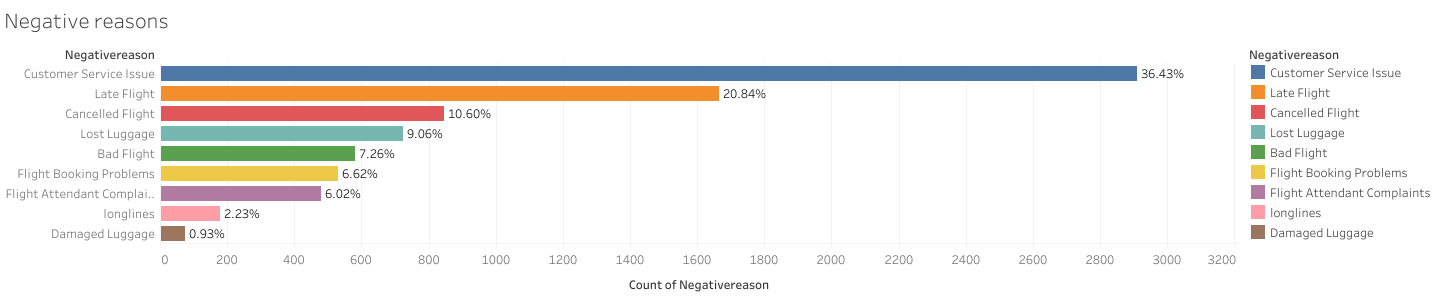 Negative reasons
Negativereason
Customer Service Issue 36.43%
Late Flight 20.84%
Cancelled Flight 10.60%
Lost Luggage 9.06%
Bad Flight 7.26%
Flight Booking Problems 6.62%
Flight Attendant Complai.. 6.02%
longlines 2.23%
Damaged Luggage 0.93%
0 200 400 600 800 1000 1200 1400 1600 1800 2000 2200 2400 2600 2800 3000 3200
Count of Negativereason
Negativereason
Customer Service Issue
Late Flight
Cancelled Flight
Lost Luggage
Bad Flight
Flight Booking Problems
Flight Attendant Complaints
longlines
Damaged Luggage